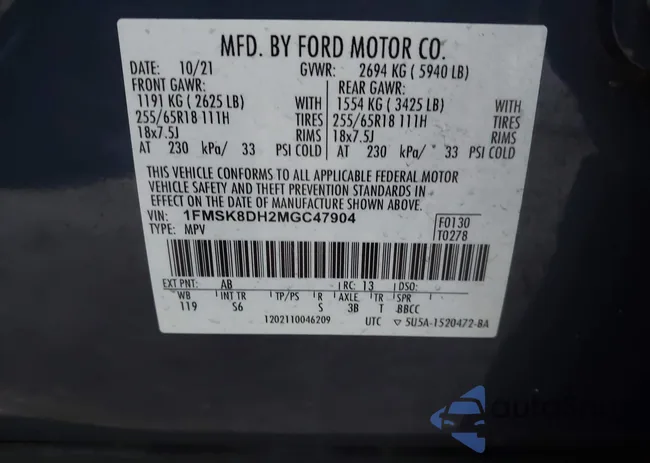 MFD. BY FORD MOTOR CO.
DATE: 10/21 GVWR: 2694 KG ( 5940 LB)
FRONT GAWR: REAR GAWR:
1191 KG ( 2625 LB) WITH 1554 KG ( 3425 LB) WITH
255/65R18 111H TIRES 255/65R18 111H TIRES
18x7.5J RIMS 18x7.5J RIMS
AT 230 kPa/ 33 PSI COLD AT 230 kPa/ 33 PSI COLD
THIS VEHICLE CONFORMS TO ALL APPLICABLE FEDERAL MOTOR
VEHICLE SAFETY AND THEFT PREVENTION STANDARDS IN
EFFECT ON THE DATE OF MANUFACTURE SHOWN ABOVE.
VIN: 1FMSK8DH2MGC47904 F0130
TYPE: MPV T0278
EXT PNT: AB RC: 13 DSO:
WB INT TR TP/PS R AXLE TR SPR
119 S6 S 3B T BBCC
1202110046209 UTC ▽ 5U5A-1520472-BA